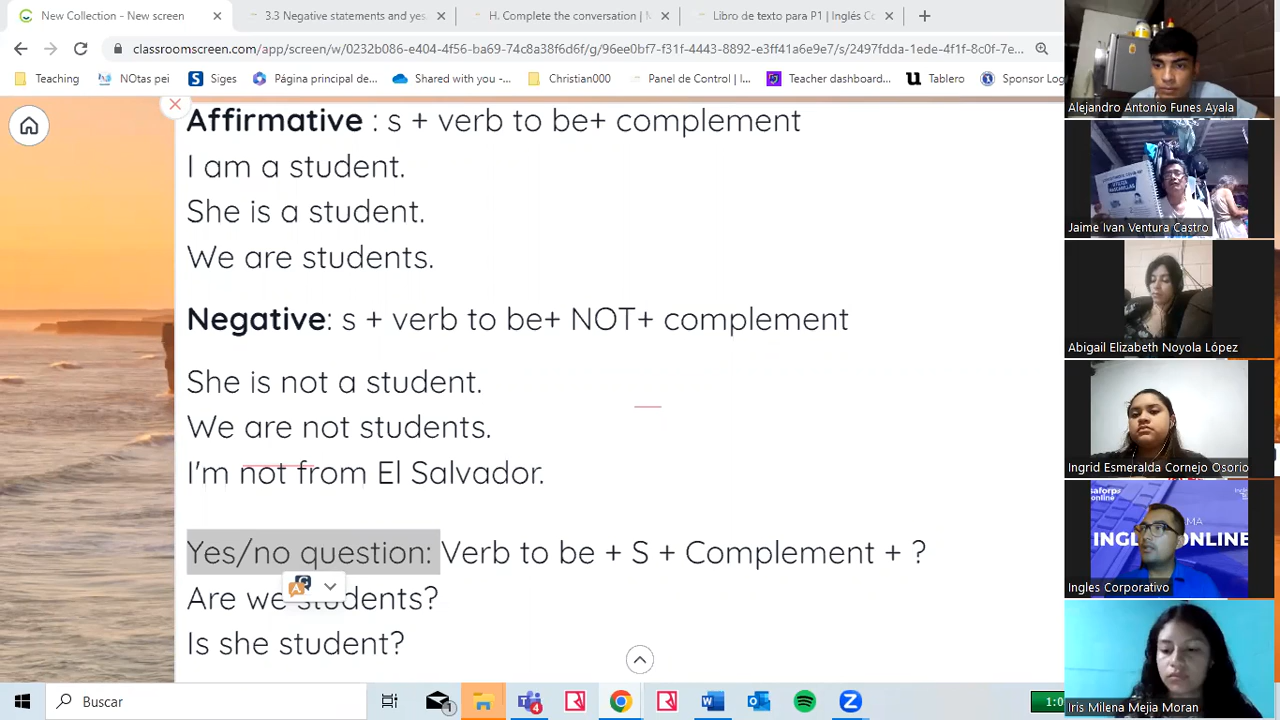 New Collection - New screen
3.3 Negative statements and yes
H. Complete the conversation |
Libro de texto para P1 | Inglés Co
classroomscreen.com/app/screen/w/0232b086-e404-4f56-ba69-74c8a38f6d6f/g/96ee0bf7-f31f-4443-8892-e3ff41a6e9e7/s/2497fdda-1ede-4f1f-8c0f-7e...
Teaching
NOtas pei
Siges
Página principal de...
Shared with you -...
Christian000
Panel de Control | I...
Teacher dashboard...
Tablero
Sponsor Log
Affirmative : s + verb to be+ complement
I am a student.
She is a student.
We are students.
Negative: s + verb to be+ NOT+ complement
She is not a student.
We are not students.
I'm not from El Salvador.
Yes/no question: Verb to be + S + Complement + ?
Are we students?
Is she student?
Alejandro Antonio Funes Ayala
Jaime Ivan Ventura Castro
Abigail Elizabeth Noyola López
Ingrid Esmeralda Cornejo Osorio
Ingles Corporativo
Iris Milena Mejia Moran
Buscar
1:0